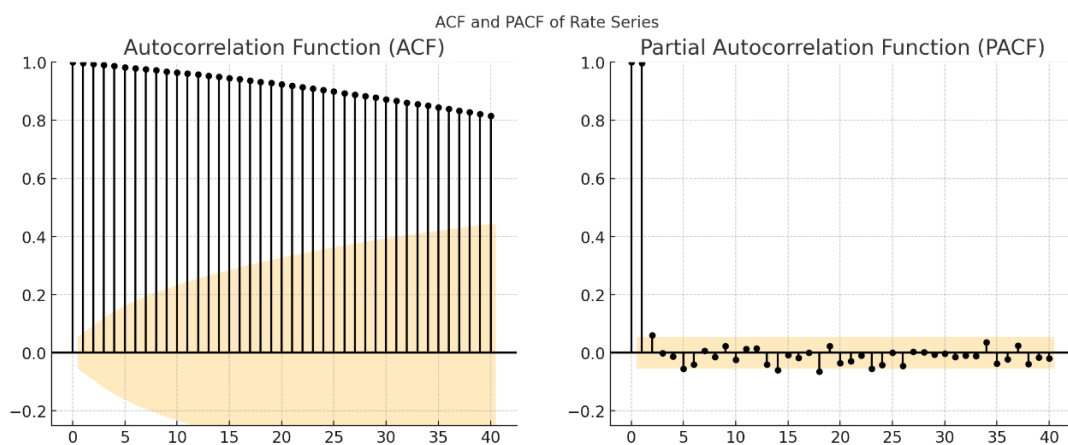 ACF and PACF of Rate Series
Autocorrelation Function (ACF)
1.0
0.8
0.6
0.4
0.2
0.0
−0.2
0 5 10 15 20 25 30 35 40
Partial Autocorrelation Function (PACF)
1.0
0.8
0.6
0.4
0.2
0.0
−0.2
0 5 10 15 20 25 30 35 40